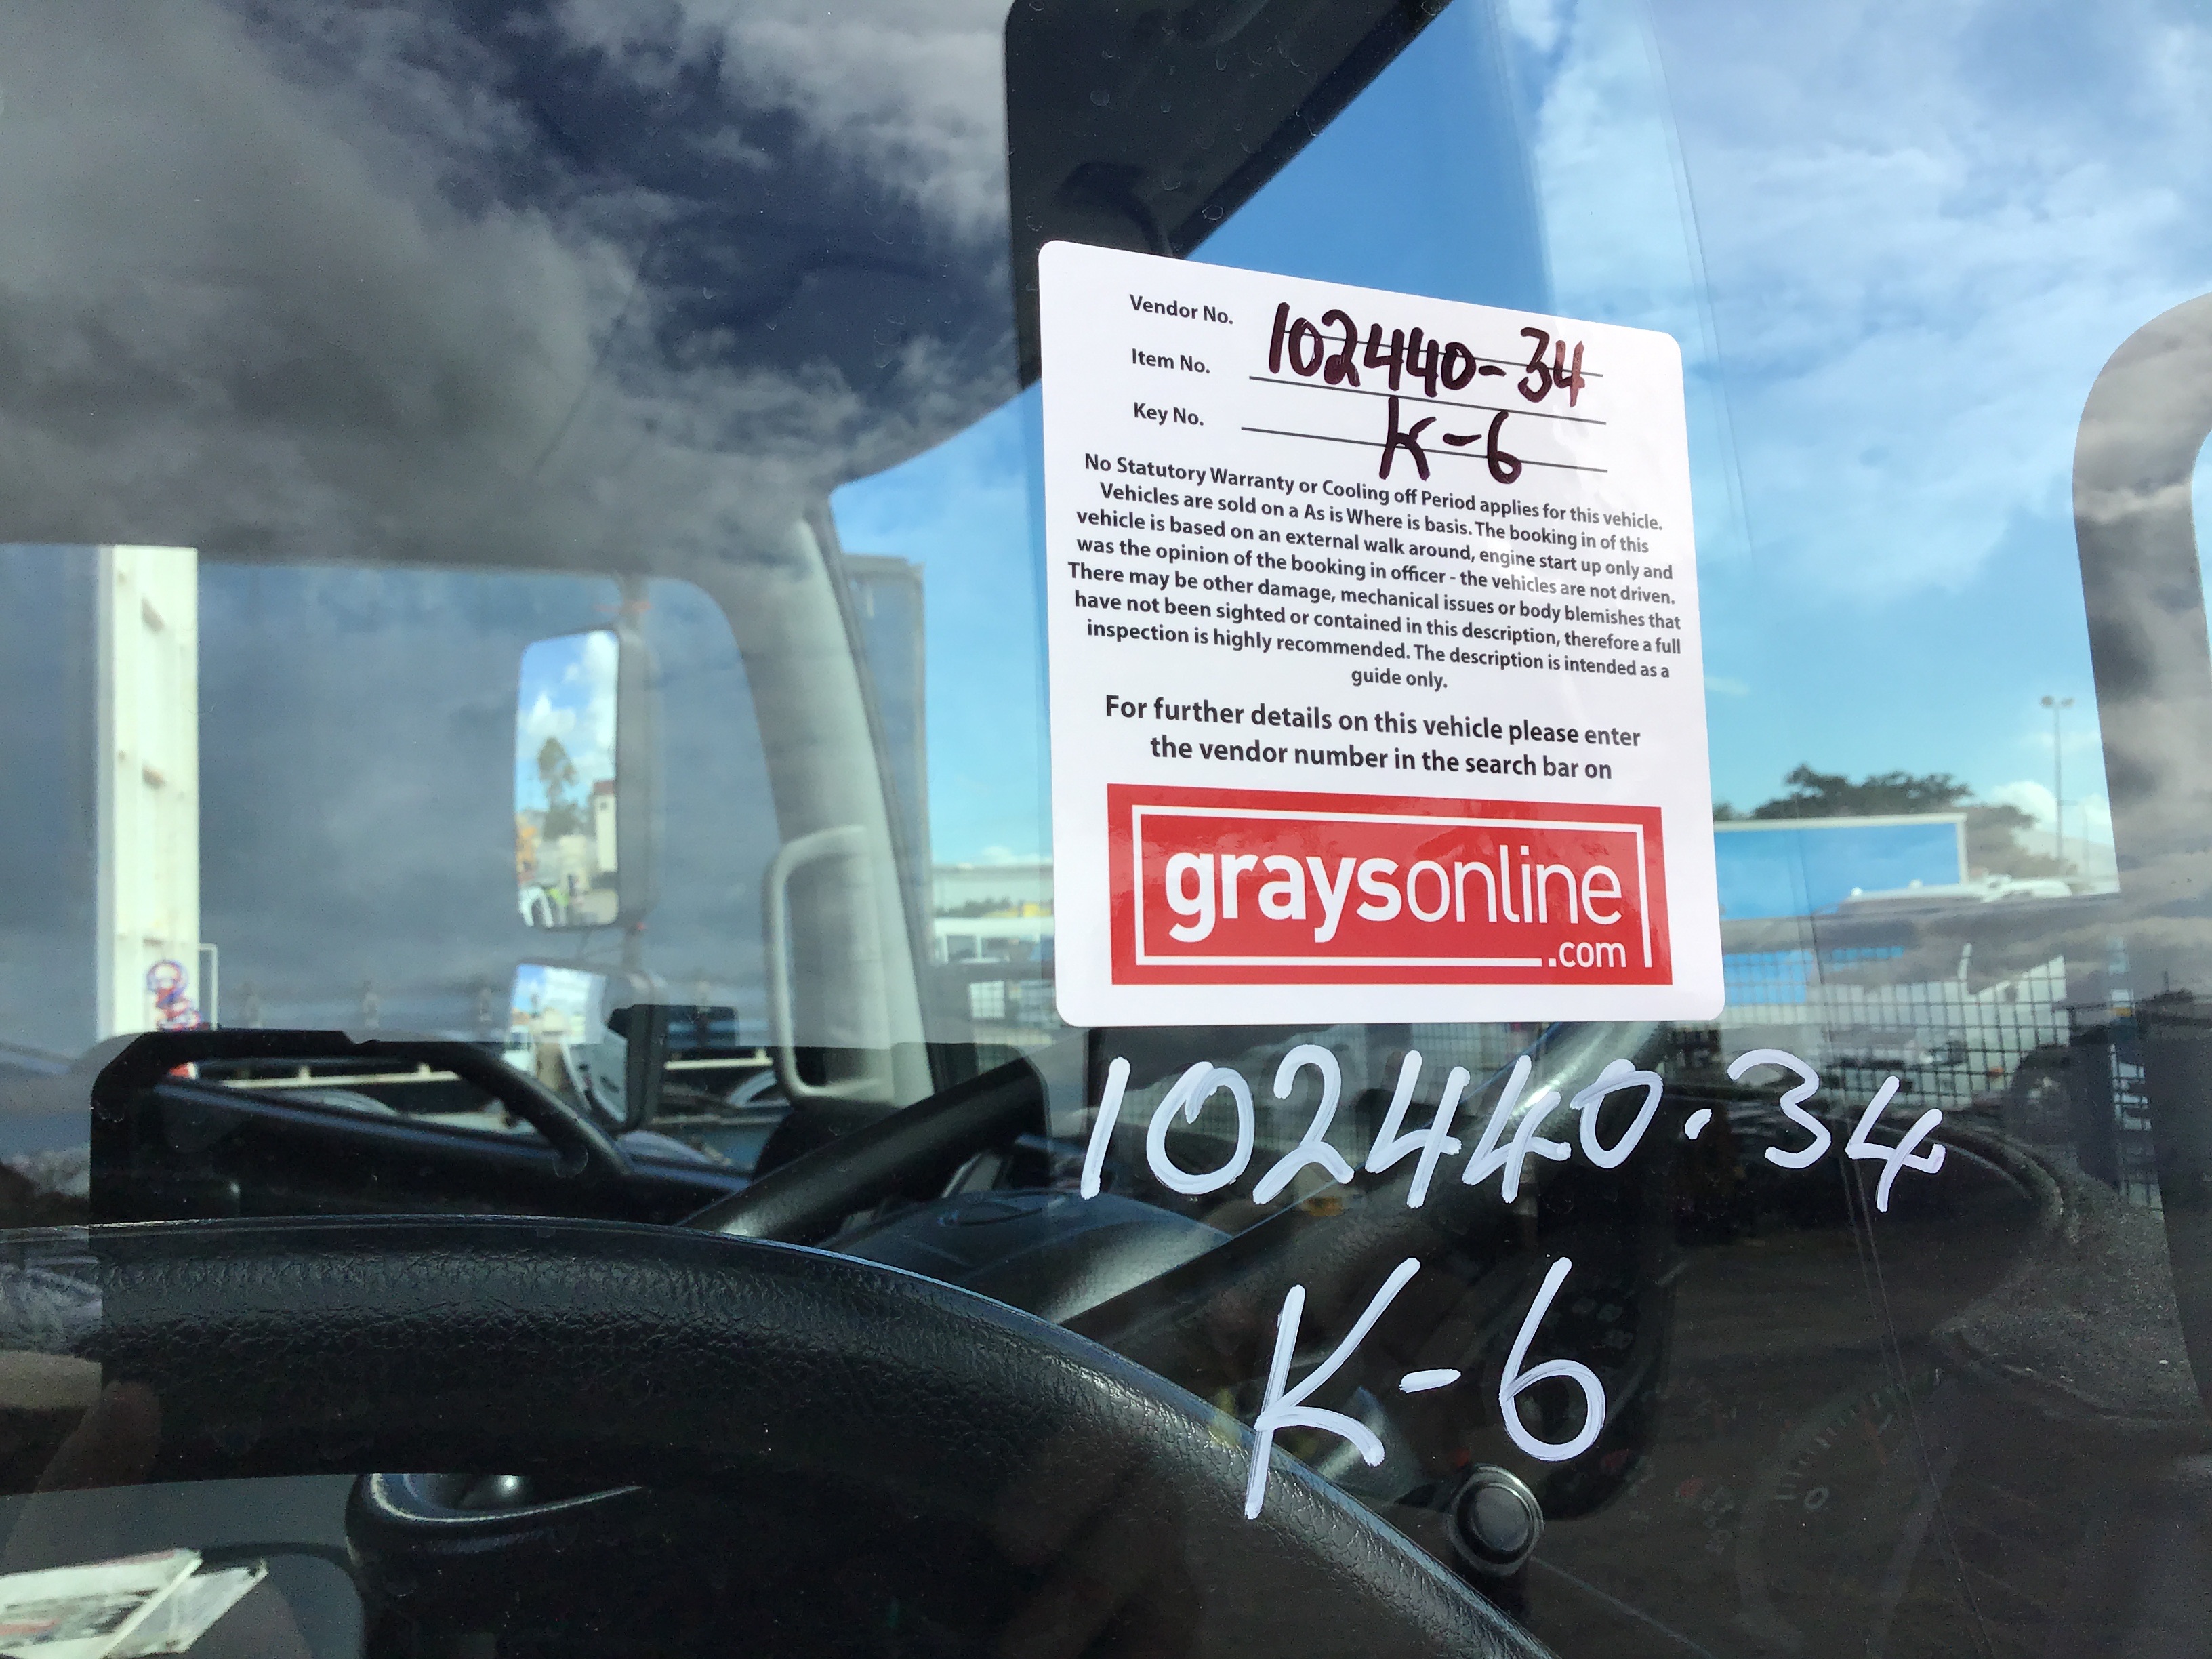 Vendor No. 102440-34
Item No.
Key No. K-6
No Statutory Warranty or Cooling off Period applies for this vehicle.
Vehicles are sold on a As is Where is basis. The booking in of this
vehicle is based on an external walk around, engine start up only and
was the opinion of the booking in officer - the vehicles are not driven.
There may be other damage, mechanical issues or body blemishes that
have not been sighted or contained in this description, therefore a full
inspection is highly recommended. The description is intended as a
guide only.
For further details on this vehicle please enter
the vendor number in the search bar on
graysonline
.com
102440.34
K-6